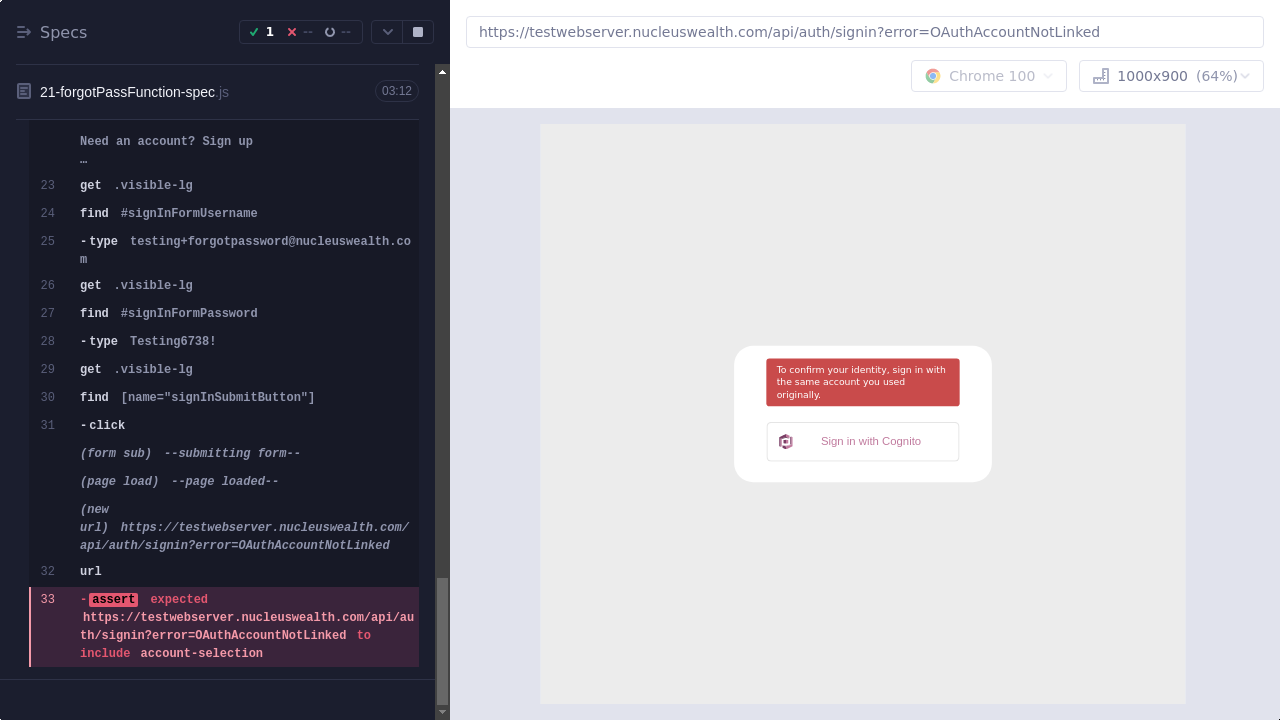 Specs
1 -- --
21-forgotPassFunction-spec.js 03:12
Need an account? Sign up
…
23 get .visible-lg
24 find #signInFormUsername
25 -type testing+forgotpassword@nucleuswealth.co
m
26 get .visible-lg
27 find #signInFormPassword
28 -type Testing6738!
29 get .visible-lg
30 find [name="signInSubmitButton"]
31 -click
(form sub) --submitting form--
(page load) --page loaded--
(new
url) https://testwebserver.nucleuswealth.com/
api/auth/signin?error=OAuthAccountNotLinked
32 url
33 -assert expected
https://testwebserver.nucleuswealth.com/api/au
th/signin?error=OAuthAccountNotLinked to
include account-selection
https://testwebserver.nucleuswealth.com/api/auth/signin?error=OAuthAccountNotLinked
Chrome 100
1000x900 (64%)
To confirm your identity, sign in with
the same account you used
originally.
Sign in with Cognito